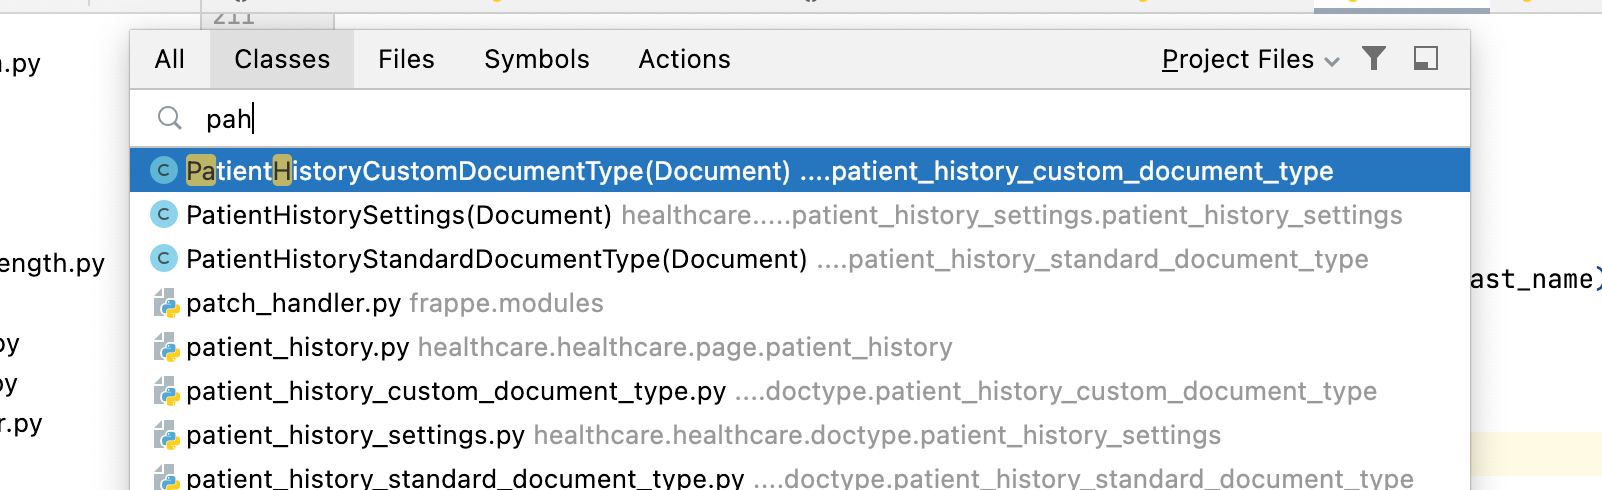 211
.py
All Classes Files Symbols Actions Project Files
pah
C PatientHistoryCustomDocumentType(Document) ....patient_history_custom_document_type
C PatientHistorySettings(Document) healthcare.....patient_history_settings.patient_history_settings
C PatientHistoryStandardDocumentType(Document) ....patient_history_standard_document_type
ength.py
ast_name)
patch_handler.py frappe.modules
patient_history.py healthcare.healthcare.page.patient_history
py
patient_history_custom_document_type.py ....doctype.patient_history_custom_document_type
py
r.py
patient_history_settings.py healthcare.healthcare.doctype.patient_history_settings
patient_history_standard_document_type.py ....doctype.patient_history_standard_document_type